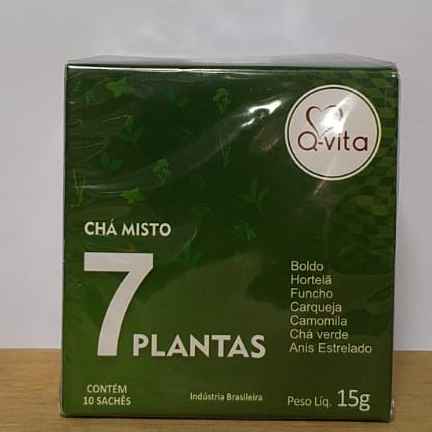 Q-vita
CHÁ MISTO
7 PLANTAS
Boldo
Hortelã
Funcho
Carqueja
Camomila
Chá verde
Anis Estrelado
CONTÉM
10 SACHÊS
Indústria Brasileira
Peso Líq. 15g